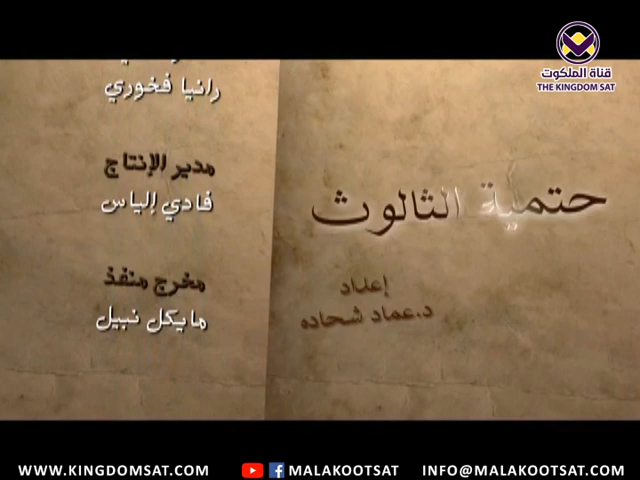 قناة الملكوت
THE KINGDOM SAT
حتمية الثالوث
إعداد
د.عماد شحاده
رانيا فخوري
مدير الإنتاج
فادي إلياس
مخرج منفذ
مايكل نبيل
WWW.KINGDOMSAT.COM
MALAKOOTSAT
INFO@MALAKOOTSAT.COM